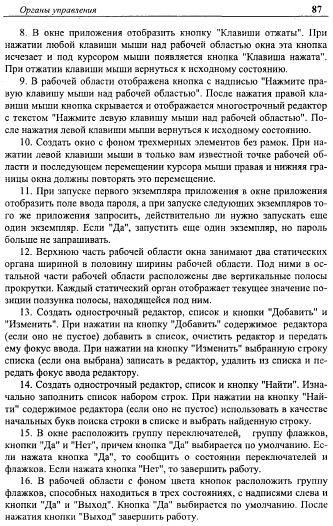 Органы управления 87
8. В окне приложения отобразить кнопку "Клавиши отжаты". При
нажатии любой клавиши мыши над рабочей областью окна эта кнопка
исчезает и под курсором мыши появляется кнопка "Клавиша нажата".
При отжатии клавиши мыши вернуться к исходному состоянию.
9. В рабочей области отображена кнопка с надписью "Нажмите пра-
вую клавишу мыши над рабочей областью". После нажатия правой кла-
виши мыши кнопка скрывается и отображается многострочный редактор
с текстом "Нажмите левую клавишу мыши над рабочей областью". По-
сле нажатия левой клавиши мыши вернуться к исходному состоянию.
10. Создать окно с фоном трехмерных элементов без рамок. При на-
жатии левой клавиши мыши в только вам известной точке рабочей обла-
сти и последующем перемещении курсора мыши правая и нижняя гра-
ницы окна должны повторять это перемещение.
11. При запуске первого экземпляра приложения в окне приложения
отобразить поле ввода пароля, а при запуске следующих экземпляров то-
го же приложения запросить, действительно ли нужно запускать еще
один экземпляр. Если "Да", запустить еще один экземпляр, но пароль
больше не запрашивать.
12. Верхнюю часть рабочей области окна занимают два статических
органа шириной в половину ширины рабочей области. Под ними в ос-
тальной части рабочей области расположены две вертикальные полосы
прокрутки. Каждый статический орган отображает текущее значение по-
зиции ползунка полосы, находящейся под ним.
13. Создать однострочный редактор, список и кнопки "Добавить" и
"Изменить". При нажатии на кнопку "Добавить" содержимое редактора
(если оно не пустое) добавить в список, очистить редактор и передать
ему фокус ввода. При нажатии на кнопку "Изменить" выбранную строку
списка (если она выбрана) записать в редактор, удалить из списка и пе-
редать фокус ввода редактору.
14. Создать однострочный редактор, список и кнопку "Найти". Изна-
чально заполнить список набором строк. При нажатии на кнопку "Най-
ти" содержимое редактора (если оно не пустое) использовать в качестве
начальных букв поиска строки в списке и выбрать найденную строку.
15. В окне расположить группу переключателей, группу флажков,
кнопки "Да" и "Нет", причем кнопка "Да" выбирается по умолчанию. Ес-
ли нажата кнопка "Да", то сообщить о состоянии переключателей и
флажков. Если нажата кнопка "Нет", то завершить работу.
16. В рабочей области с фоном цвета кнопок расположить группу
флажков, способных находиться в трех состояниях, с надписями слева и
кнопки "Да" и "Выход". Кнопка "Да" выбирается по умолчанию. После
нажатия кнопки "Выход" завершить работу.